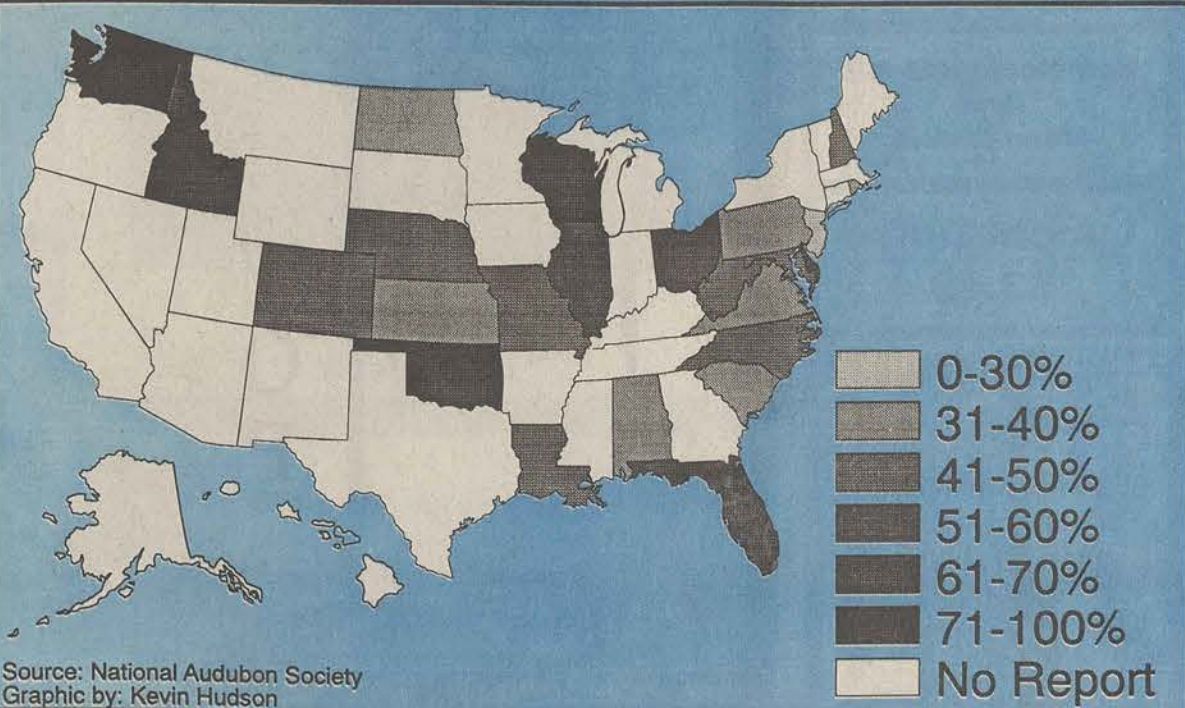 0-30%
31-40%
41-50%
51-60%
61-70%
71-100%
No Report
Source: National Audubon Society
Graphic by: Kevin Hudson